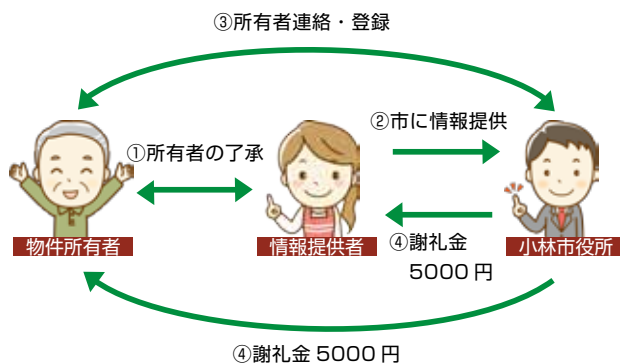 ③所有者連絡・登録
②市に情報提供
①所有者の了承
物件所有者
情報提供者
小林市役所
④謝礼金
5000 円
④謝礼金 5000 円